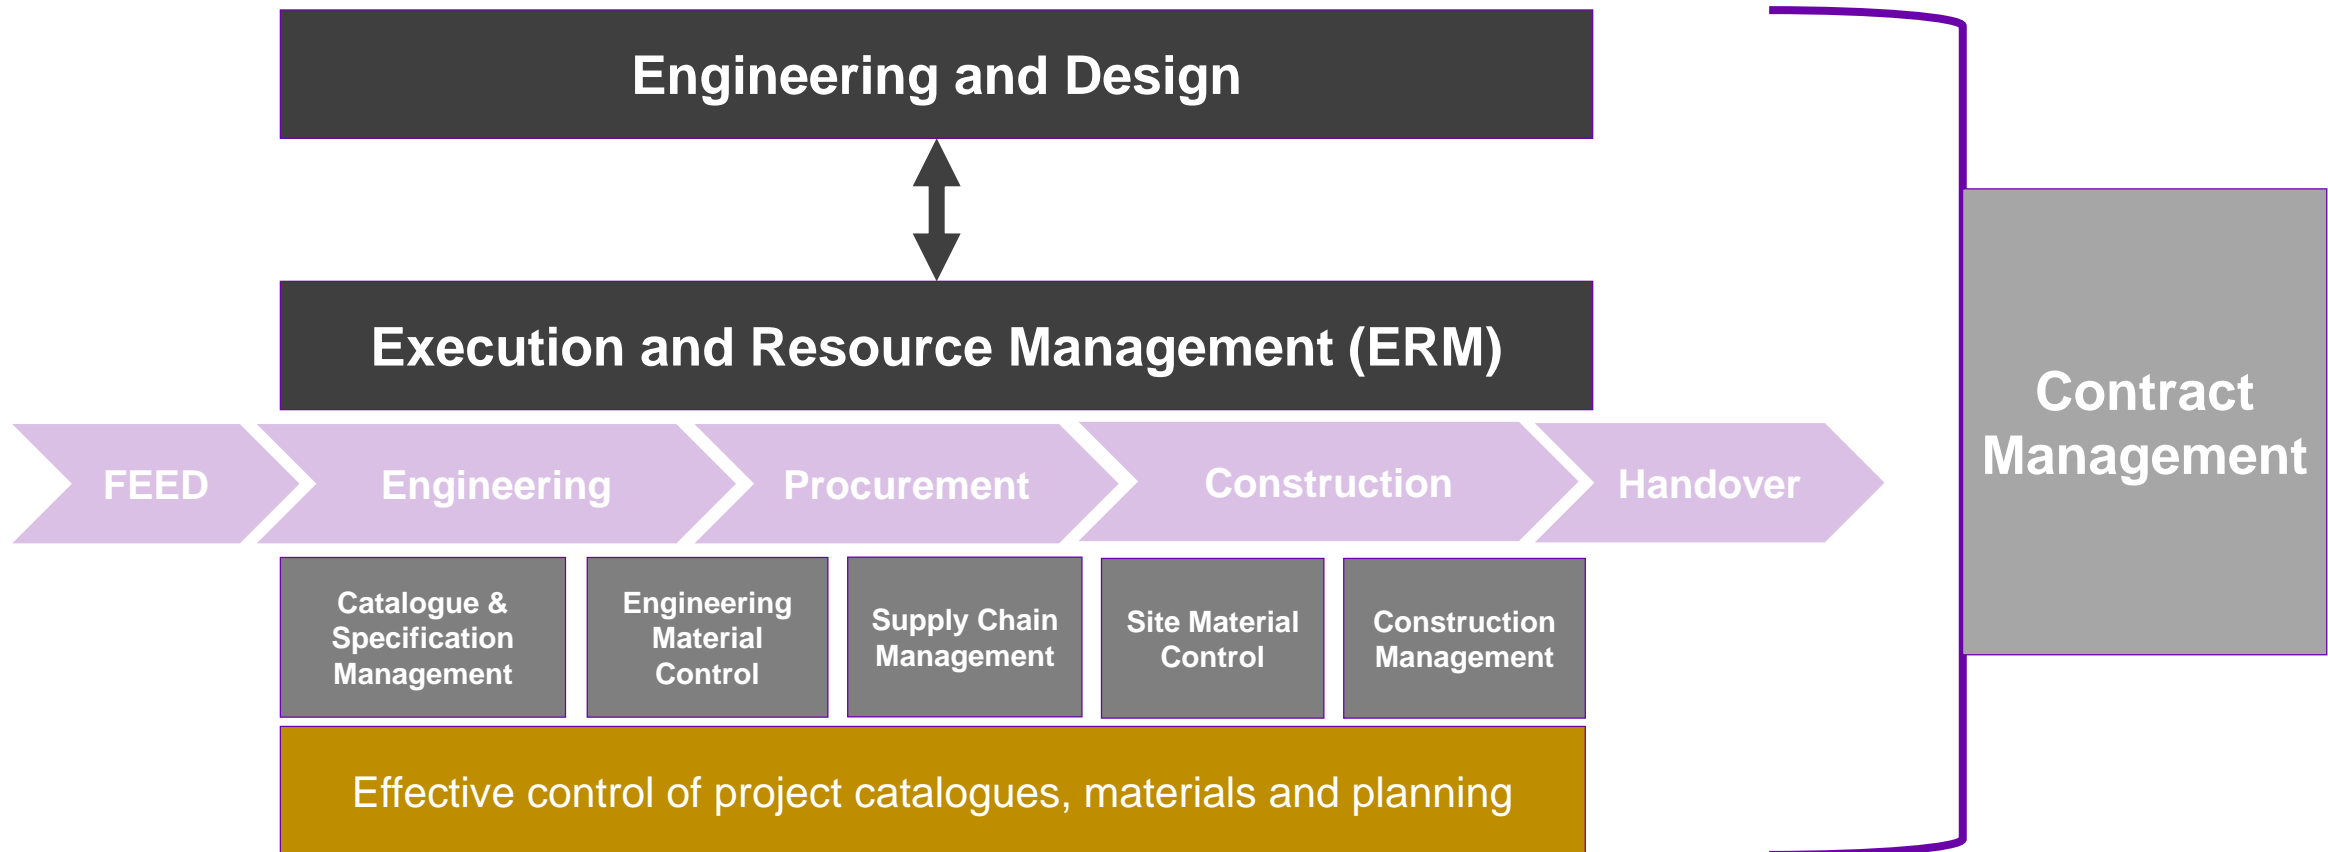 Engineering and Design
Execution and Resource Management (ERM)
FEED
Engineering
Procurement
Construction
Handover
Catalogue &
Specification
Management
Engineering
Material
Control
Supply Chain
Management
Site Material
Control
Construction
Management
Effective control of project catalogues, materials and planning
Contract
Management